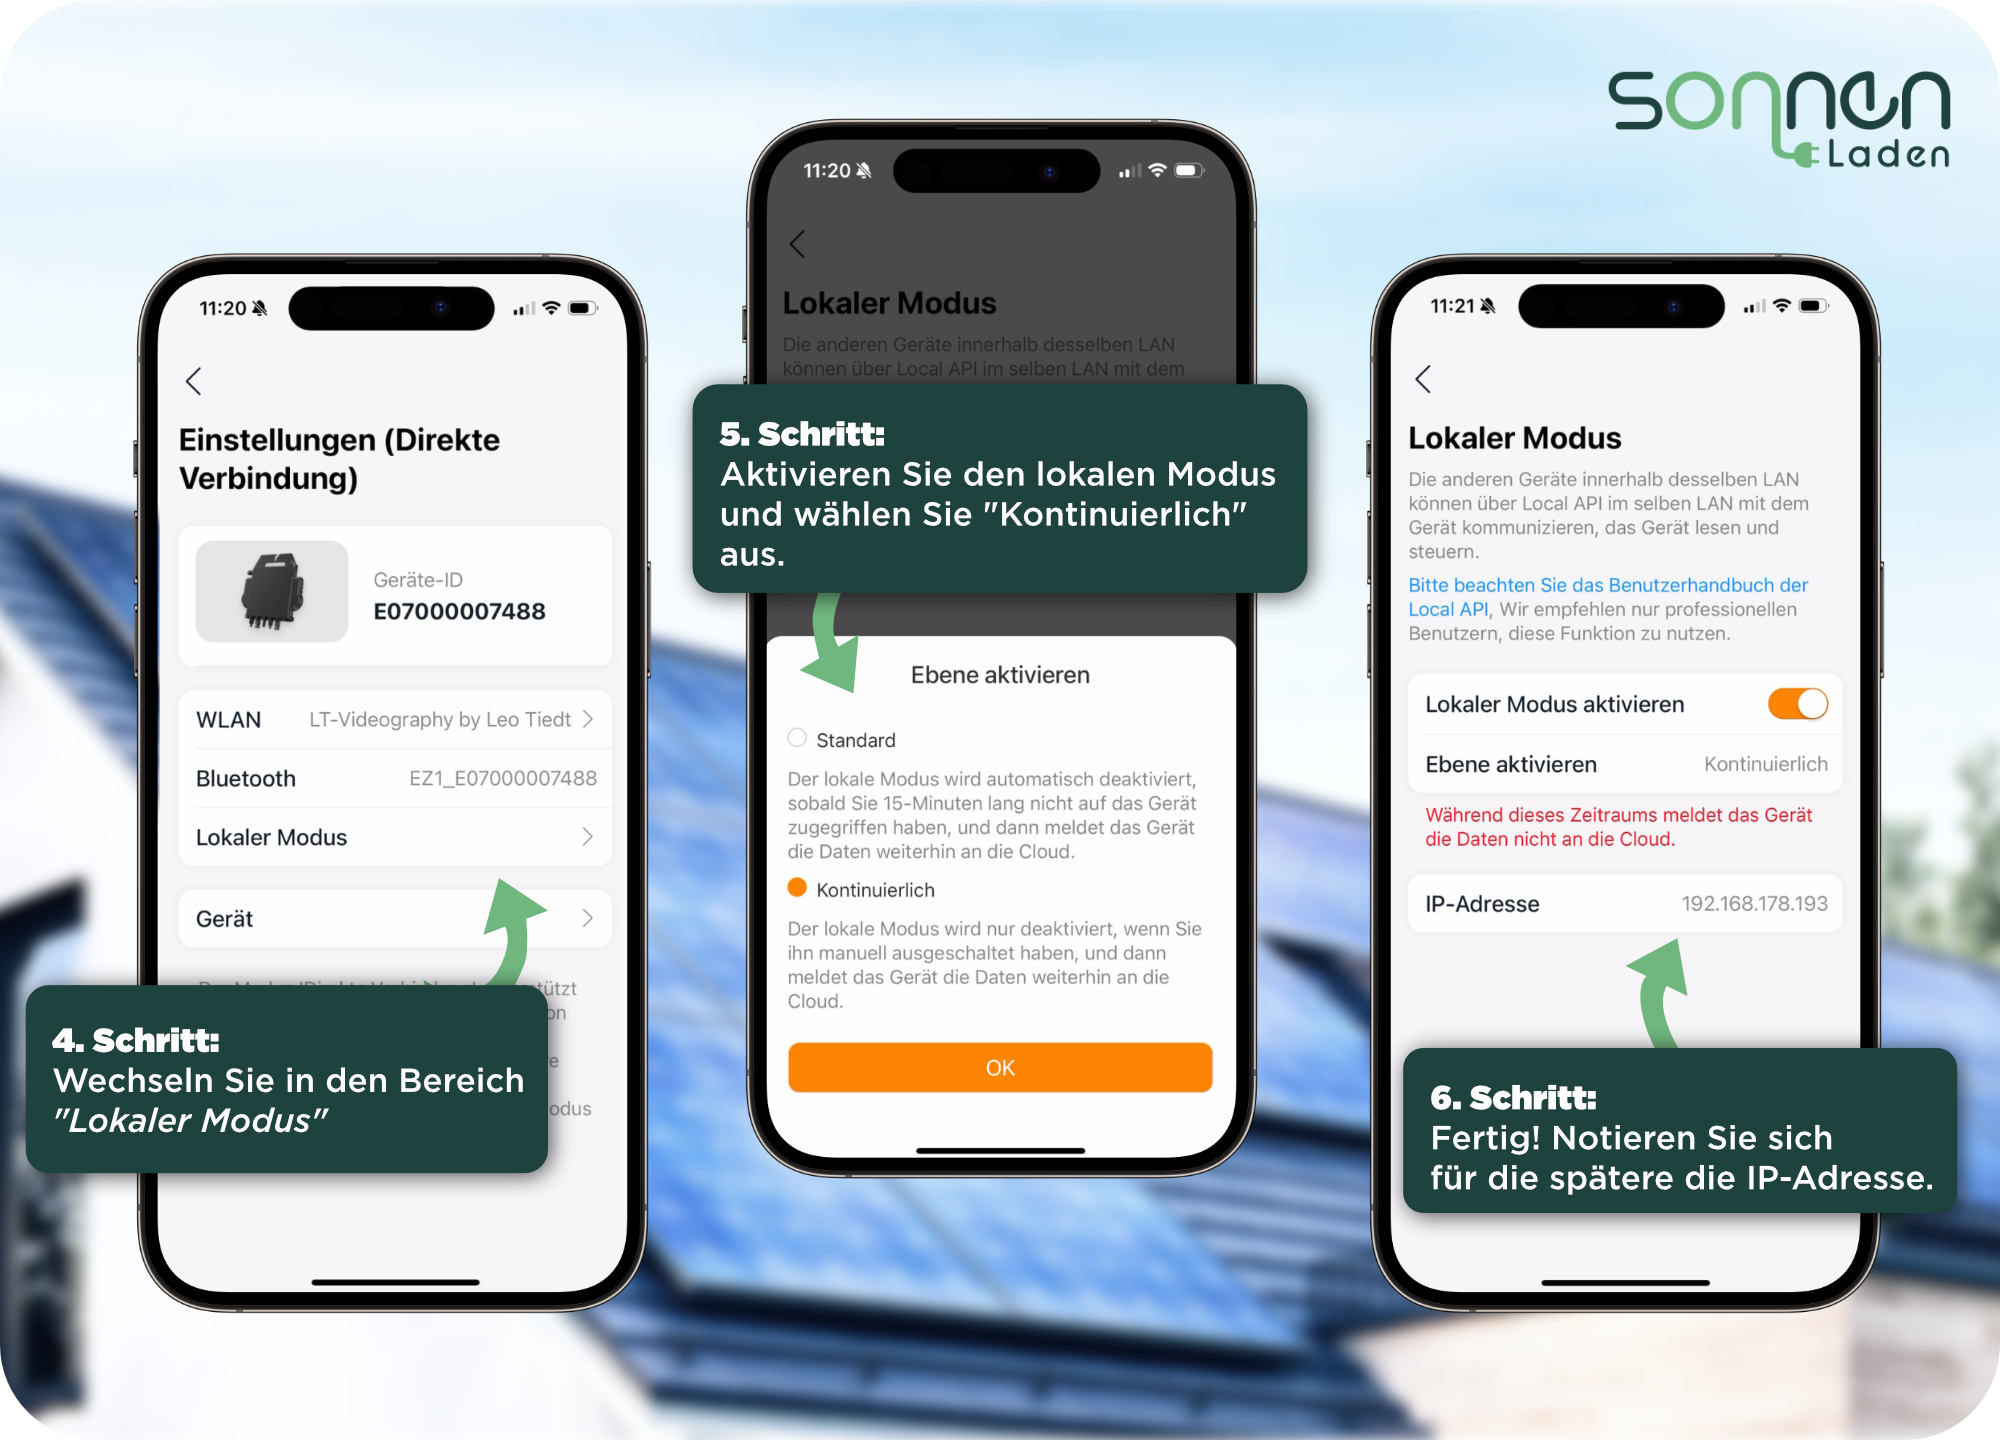 sonnen
Laden
11:20
Einstellungen (Direkte
Verbindung)
Geräte-ID
E07000007488
WLAN LT-Videography by Leo Tiedt
Bluetooth EZ1_E07000007488
Lokaler Modus
Gerät
tützt
on
e
odus
4. Schritt:
Wechseln Sie in den Bereich
"Lokaler Modus"
11:20
Lokaler Modus
Die anderen Geräte innerhalb desselben LAN
können über Local API im selben LAN mit dem
5. Schritt:
Aktivieren Sie den lokalen Modus
und wählen Sie "Kontinuierlich"
aus.
Ebene aktivieren
Standard
Der lokale Modus wird automatisch deaktiviert,
sobald Sie 15-Minuten lang nicht auf das Gerät
zugegriffen haben, und dann meldet das Gerät
die Daten weiterhin an die Cloud.
Kontinuierlich
Der lokale Modus wird nur deaktiviert, wenn Sie
ihn manuell ausgeschaltet haben, und dann
meldet das Gerät die Daten weiterhin an die
Cloud.
OK
11:21
Lokaler Modus
Die anderen Geräte innerhalb desselben LAN
können über Local API im selben LAN mit dem
Gerät kommunizieren, das Gerät lesen und
steuern.
Bitte beachten Sie das Benutzerhandbuch der
Local API, Wir empfehlen nur professionellen
Benutzern, diese Funktion zu nutzen.
Lokaler Modus aktivieren
Ebene aktivieren Kontinuierlich
Während dieses Zeitraums meldet das Gerät
die Daten nicht an die Cloud.
IP-Adresse 192.168.178.193
6. Schritt:
Fertig! Notieren Sie sich
für die spätere die IP-Adresse.